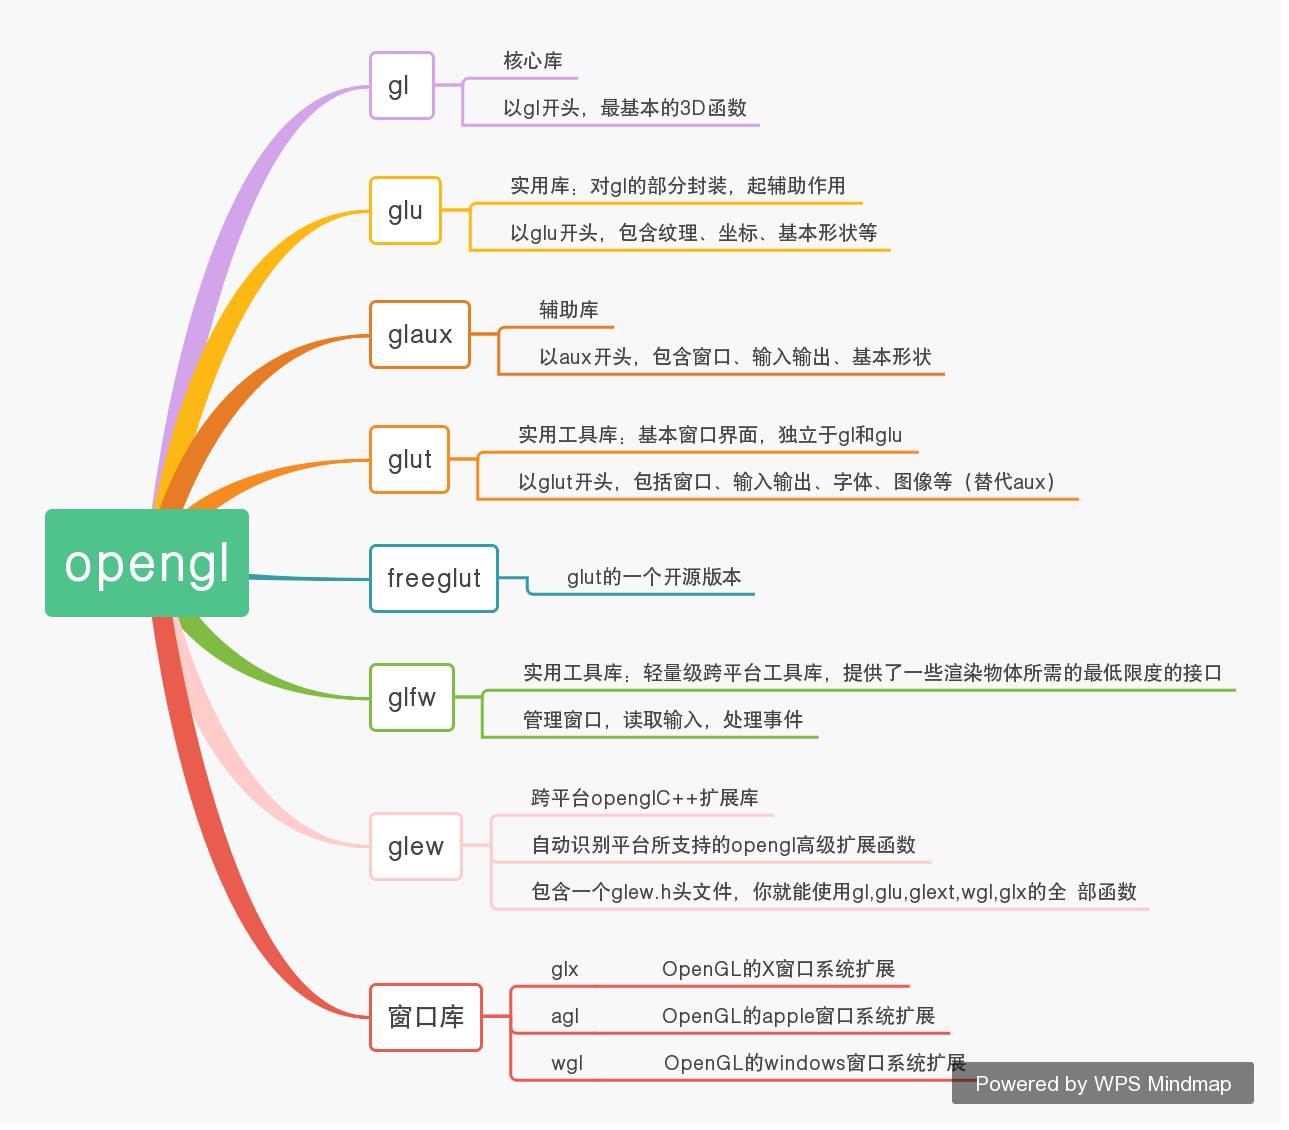 gl
核心库
以gl开头，最基本的3D函数
glu
实用库：对gl的部分封装，起辅助作用
以glu开头，包含纹理、坐标、基本形状等
glaux
辅助库
以aux开头，包含窗口、输入输出、基本形状
glut
实用工具库：基本窗口界面，独立于gl和glu
以glut开头，包括窗口、输入输出、字体、图像等（替代aux）
opengl
freeglut
glut的一个开源版本
glfw
实用工具库：轻量级跨平台工具库，提供了一些渲染物体所需的最低限度的接口
管理窗口，读取输入，处理事件
glew
跨平台openglC++扩展库
自动识别平台所支持的opengl高级扩展函数
包含一个glew.h头文件，你就能使用gl,glu,glext,wgl,glx的全 部函数
窗口库
glx OpenGL的X窗口系统扩展
agl OpenGL的apple窗口系统扩展
wgl OpenGL的windows窗口系统扩展
Powered by WPS Mindmap